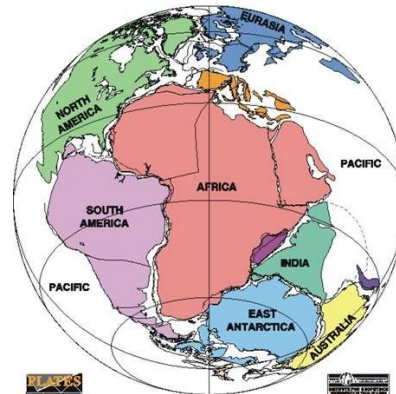 EURASIA
NORTH
AMERICA
PACIFIC
AFRICA
SOUTH
AMERICA
INDIA
PACIFIC
EAST
ANTARCTICA
AUSTRALIA
PLATES